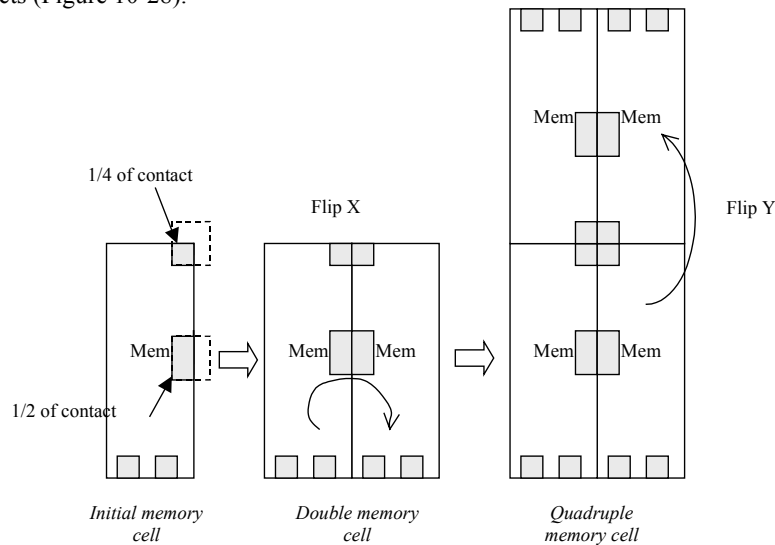 cts (Figure 10-28).
Mem
Mem
1/4 of contact
Flip X
Flip Y
Mem
Mem
Mem
Mem
Mem
1/2 of contact
Initial memory
cell
Double memory
cell
Quadruple
memory cell